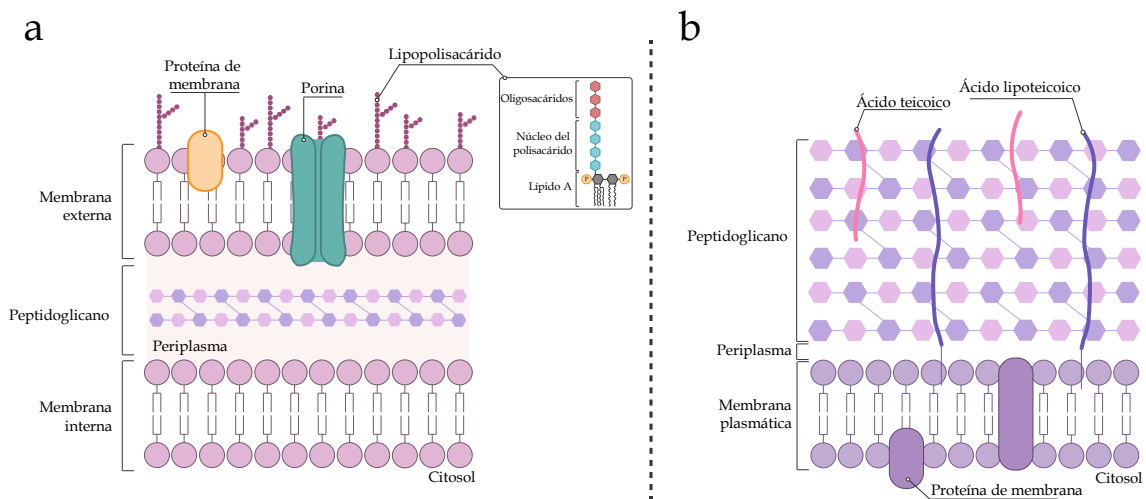 a
Proteína de
membrana
Porina
Lipopolisacárido
Oligosacáridos
Núcleo del
polisacárido
Lípido A
P
P
Membrana
externa
Peptidoglicano
Periplasma
Membrana
interna
Citosol
b
Ácido teicoico
Ácido lipoteicoico
Peptidoglicano
Periplasma
Membrana
plasmática
Citosol
Proteína de membrana